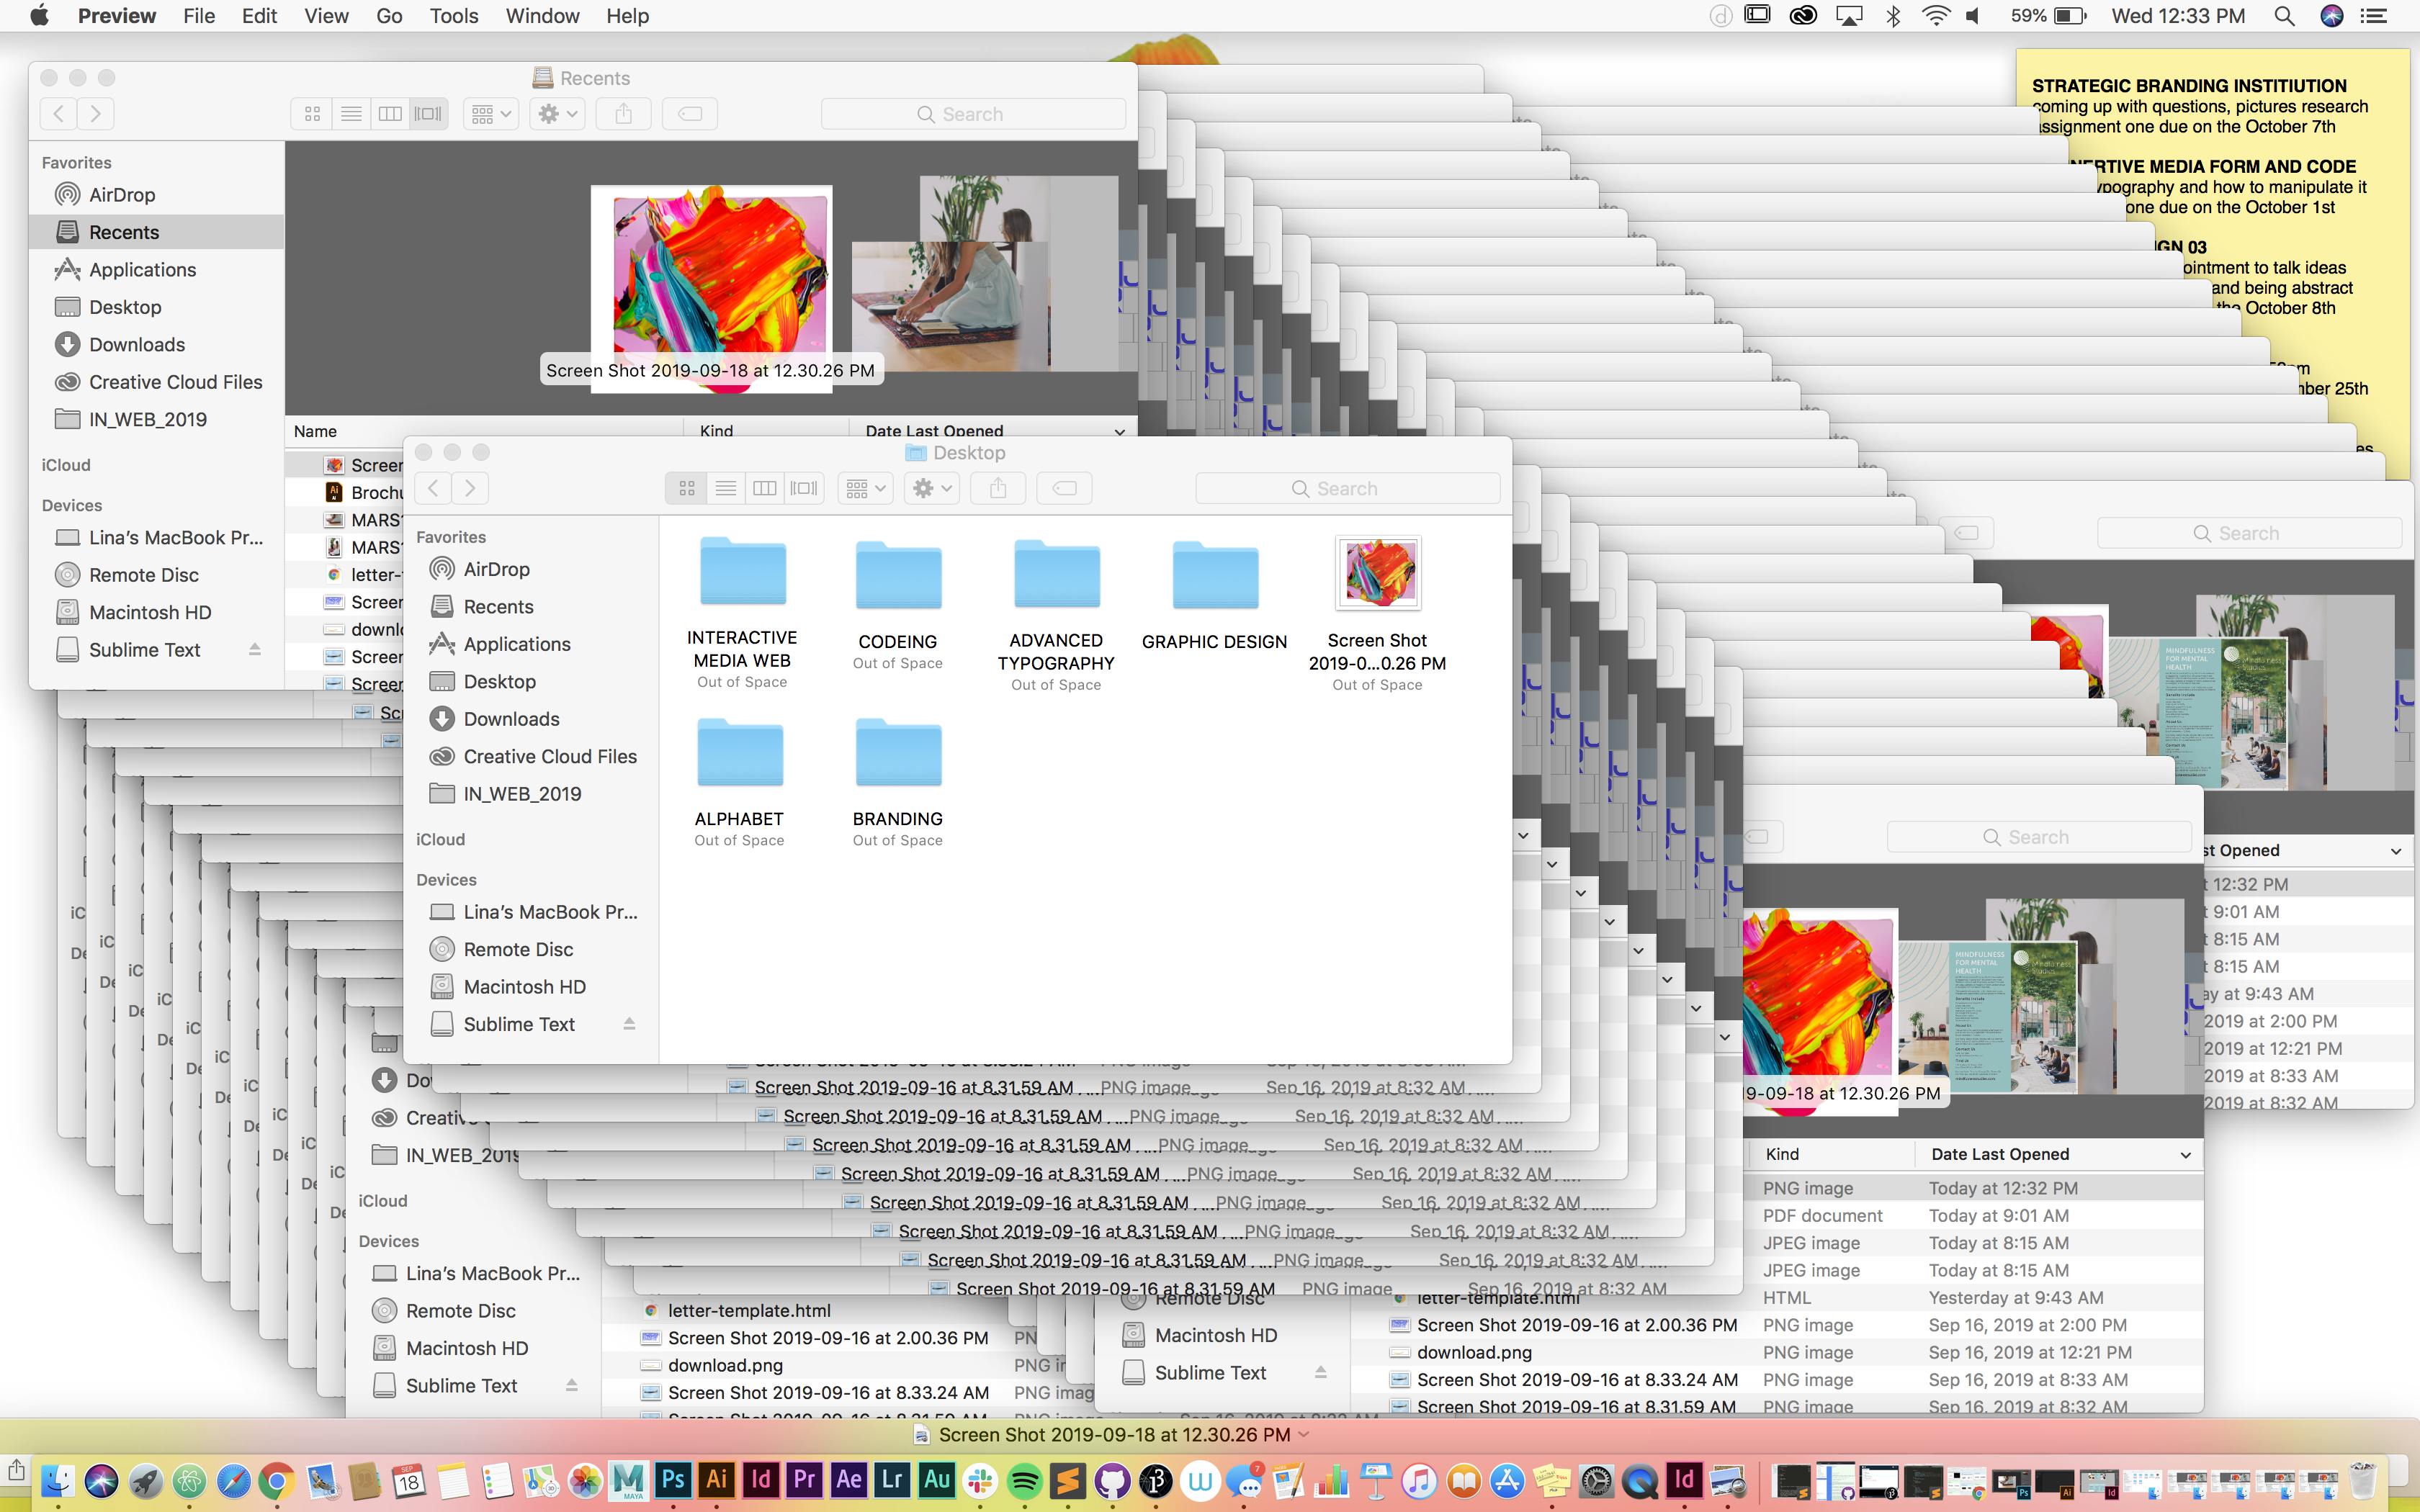 Preview File Edit View Go Tools Window Help
59% Wed 12:33 PM
Recents
Search
Favorites
AirDrop
Recents
Applications
Desktop
Downloads
Creative Cloud Files
IN_WEB_2019
iCloud
Devices
Lina's MacBook Pr...
Remote Disc
Macintosh HD
Sublime Text
Screen Shot 2019-09-18 at 12.30.26 PM
Name Kind Date Last Opened
Screen
Brochu
MARS
MARS
letter-
Screen
downlo
Screen
Screen
STRATEGIC BRANDING INSTITIUTION
coming up with questions, pictures research
assignment one due on the October 7th
ERTIVE MEDIA FORM AND CODE
ypography and how to manipulate it
one due on the October 1st
IGN 03
ointment to talk ideas
and being abstract
the October 8th
mber 25th
Desktop
Search
Favorites
AirDrop
Recents
Applications
Desktop
Downloads
Creative Cloud Files
IN_WEB_2019
iCloud
Devices
Lina's MacBook Pr...
Remote Disc
Macintosh HD
Sublime Text
INTERACTIVE
MEDIA WEB
Out of Space
CODEING
Out of Space
ADVANCED
TYPOGRAPHY
Out of Space
GRAPHIC DESIGN
Screen Shot
2019-0...0.26 PM
Out of Space
ALPHABET
Out of Space
BRANDING
Out of Space
Search
MINDFULNESS
FOR MENTAL
HEALTH
st Opened
t 12:32 PM
t 9:01 AM
t 8:15 AM
t 8:15 AM
ay at 9:43 AM
2019 at 2:00 PM
2019 at 12:21 PM
2019 at 8:33 AM
2019 at 8:32 AM
Search
MINDFULNESS
FOR MENTAL
HEALTH
19-09-18 at 12.30.26 PM
Kind Date Last Opened
PNG image Today at 12:32 PM
PDF document Today at 9:01 AM
JPEG image Today at 8:15 AM
JPEG image Today at 8:15 AM
letter-template.html HTML Yesterday at 9:43 AM
Screen Shot 2019-09-16 at 2.00.36 PM PNG image Sep 16, 2019 at 2:00 PM
download.png PNG image Sep 16, 2019 at 12:21 PM
Screen Shot 2019-09-16 at 8.33.24 AM PNG image Sep 16, 2019 at 8:33 AM
Screen Shot 2019-09-16 at 8.31.59 AM PNG image Sep 16, 2019 at 8:32 AM
Remote Disc
Macintosh HD
Sublime Text
Screen Shot 2019-09-16 at 8.31.59 AM PNG image Sep 16, 2019 at 8:32 AM
Screen Shot 2019-09-16 at 8.31.59 AM PNG image Sep 16, 2019 at 8:32 AM
Screen Shot 2019-09-16 at 8.31.59 AM PNG image Sep 16, 2019 at 8:32 AM
Screen Shot 2019-09-16 at 8.31.59 AM PNG image Sep 16, 2019 at 8:32 AM
Screen Shot 2019-09-16 at 8.31.59 AM PNG image Sep 16, 2019 at 8:32 AM
Screen Shot 2019-09-16 at 8.31.59 AM PNG image Sep 16, 2019 at 8:32 AM
Screen Shot 2019-09-16 at 8.31.59 AM PNG image Sep 16, 2019 at 8:32 AM
Screen Shot 2019-09-16 at 8.31.59 AM PNG image Sep 16, 2019 at 8:32 AM
Creativ
IN_WEB_2019
iCloud
Devices
Lina's MacBook Pr...
Remote Disc
Macintosh HD
Sublime Text
letter-template.html
Screen Shot 2019-09-16 at 2.00.36 PM PN
download.png PNG i
Screen Shot 2019-09-16 at 8.33.24 AM PNG imag
Screen Shot 2019-09-18 at 12.30.26 PM
SEP 18 MAYA Ps Ai Id Pr Ae Lr Au 7 Id